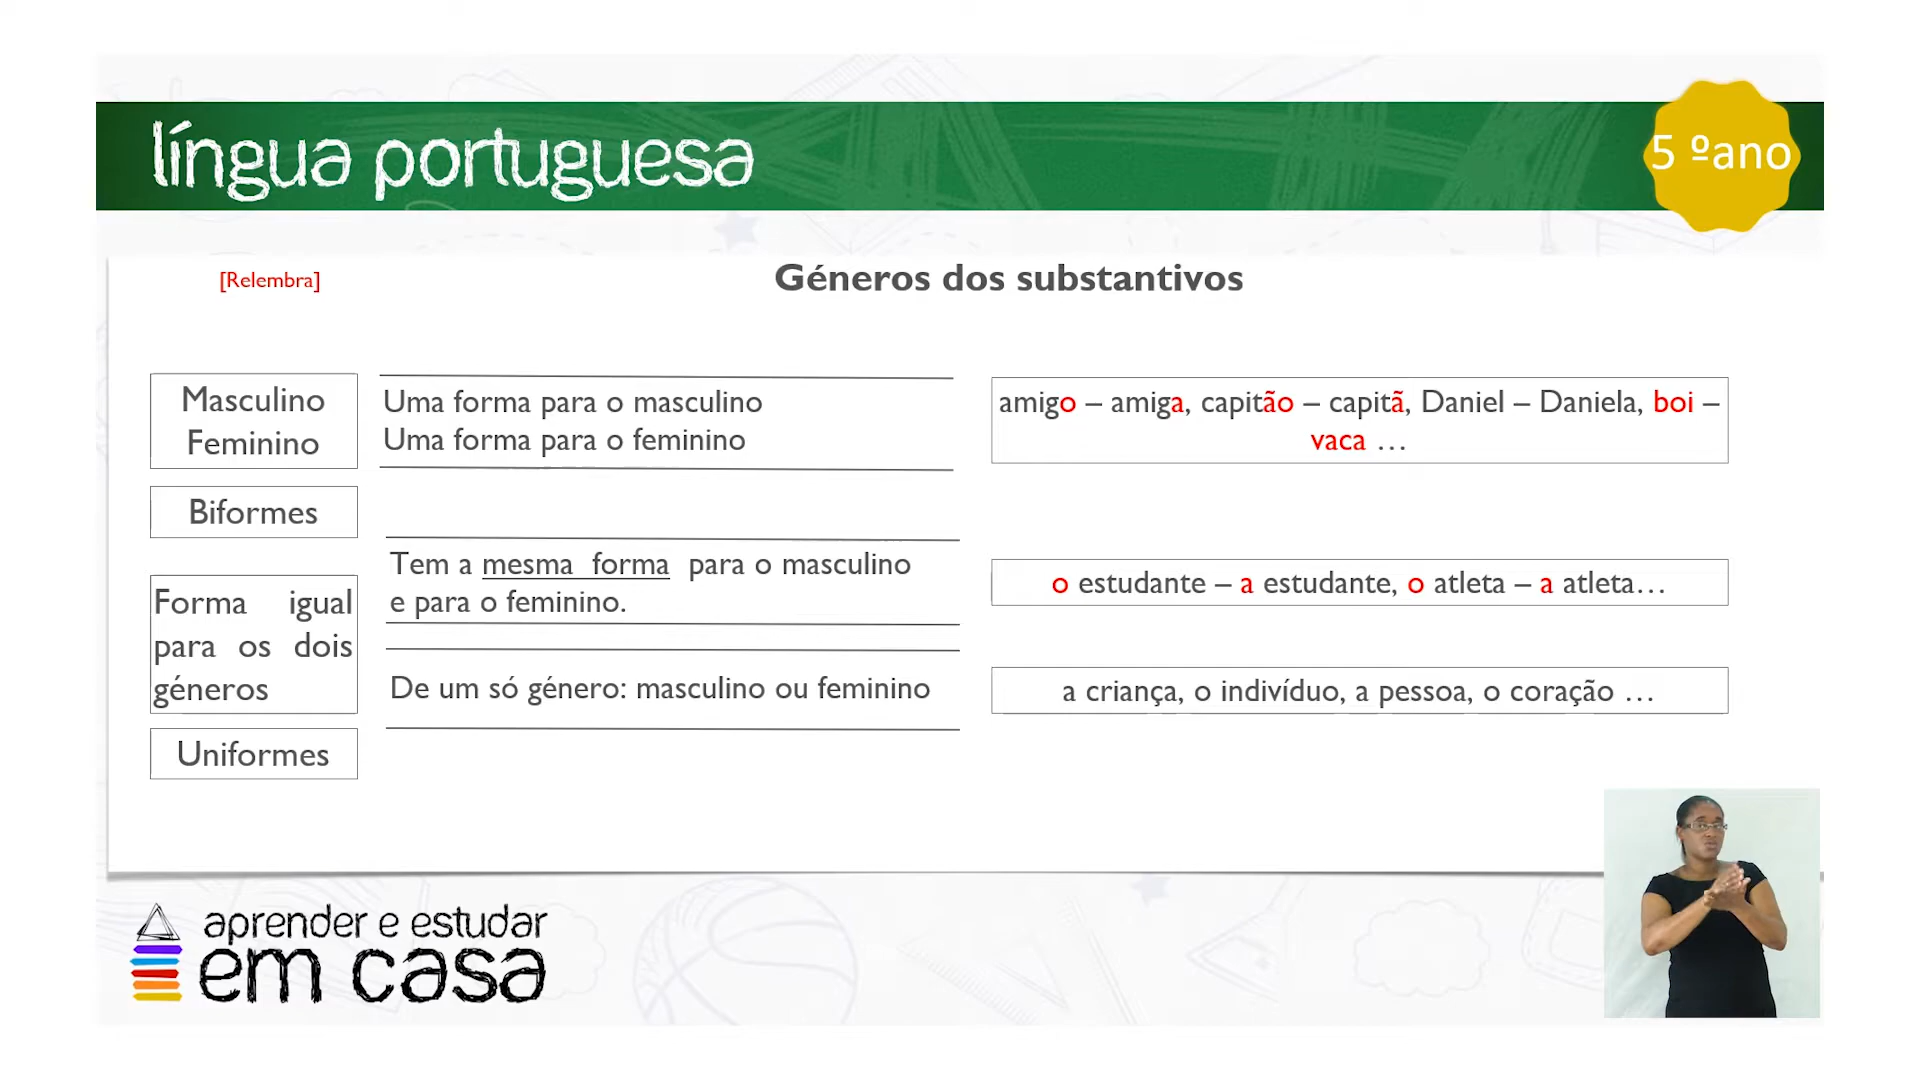 língua portuguesa
5 ºano
[Relembra]
Géneros dos substantivos
Masculino
Feminino
Uma forma para o masculino
Uma forma para o feminino
amigo – amiga, capitão – capitã, Daniel – Daniela, boi –
vaca …
Biformes
Forma igual
para os dois
géneros
Tem a mesma forma para o masculino
e para o feminino.
o estudante – a estudante, o atleta – a atleta…
De um só género: masculino ou feminino
a criança, o indivíduo, a pessoa, o coração …
Uniformes
aprender e estudar
em casa